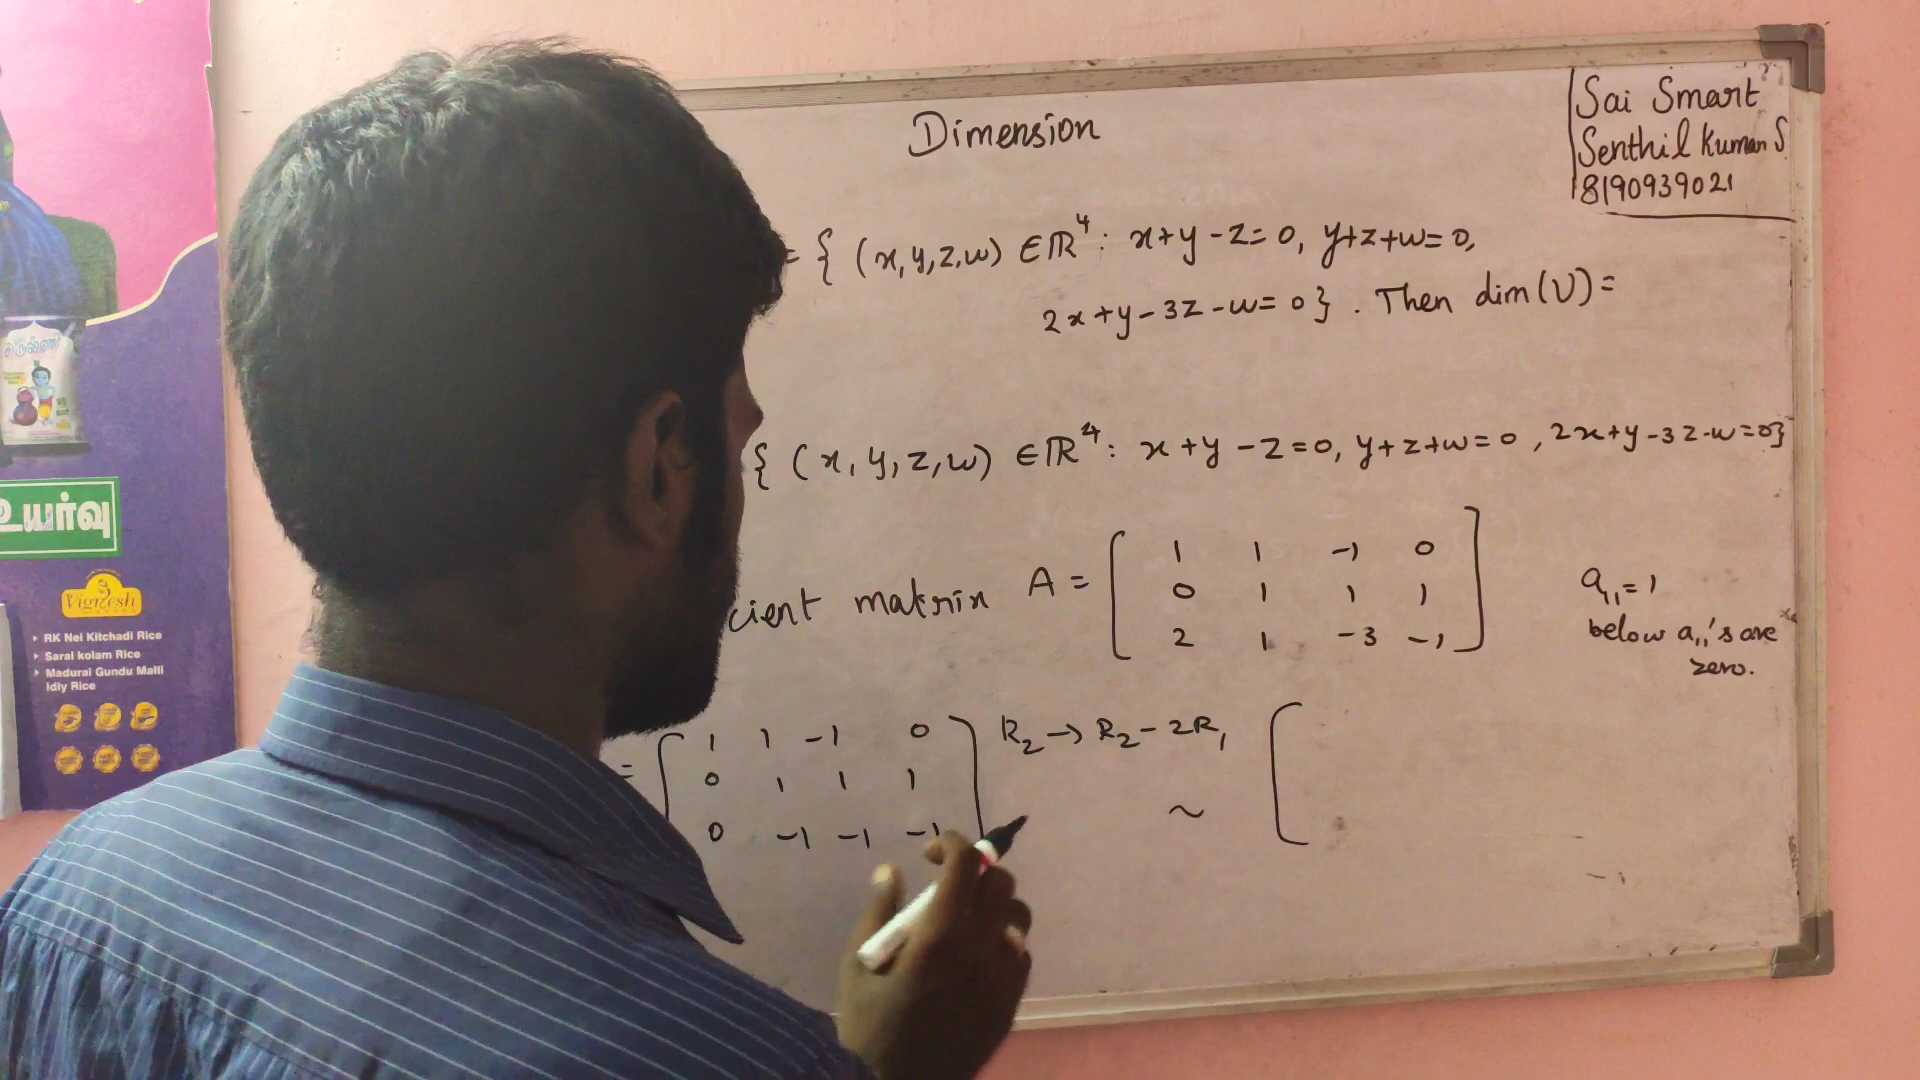 Dimension
Sai Smart
Senthil Kumar S
8190939021
= { (x, y, z, w) ∈ ℝ⁴ : x+y-z=0, y+z+w=0,
2x+y-3z-w=0} . Then dim(U) =
{ (x, y, z, w) ∈ ℝ⁴ : x+y-z=0, y+z+w=0, 2x+y-3z-w=0}
cient matrix A = [
1 1 -1 0
0 1 1 1
2 1 -3 -1
]
a₁₁=1
below a₁₁'s are
zero.
= [
1 1 -1 0
0 1 1 1
0 -1 -1 -1
] R₂→R₂-2R₁
~ [
உயர்வு
Vignesh
RK Nei Kitchadi Rice
Saral kolam Rice
Madurai Gundu Malli
Idly Rice